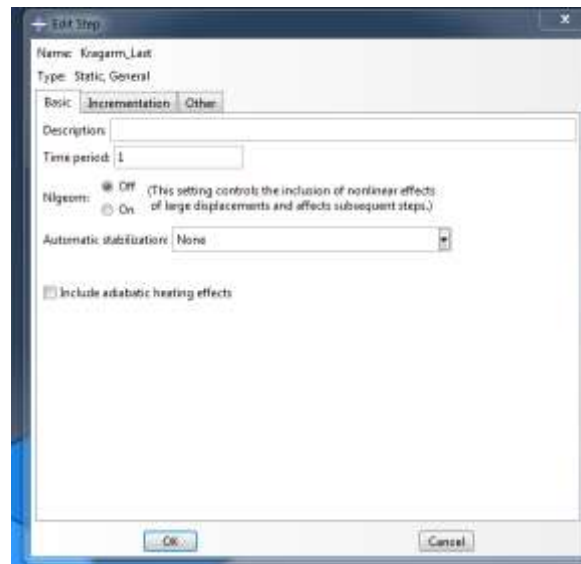 Edit Step
Name: Kragarm_Last
Type: Static, General
Basic Incrementation Other
Description:
Time period: 1
Nlgeom:
Off
On
(This setting controls the inclusion of nonlinear effects
of large displacements and affects subsequent steps.)
Automatic stabilization: None
Include adiabatic heating effects
OK Cancel